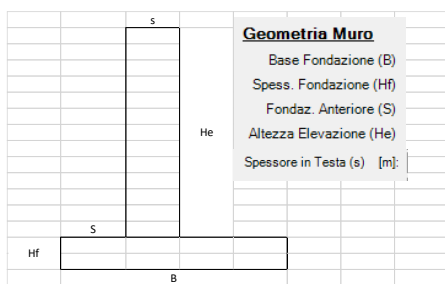 s
Geometria Muro
Base Fondazione (B)
Spess. Fondazione (Hf)
Fondaz. Anteriore (S)
Altezza Elevazione (He)
Spessore in Testa (s) [m]:
He
S
Hf
B